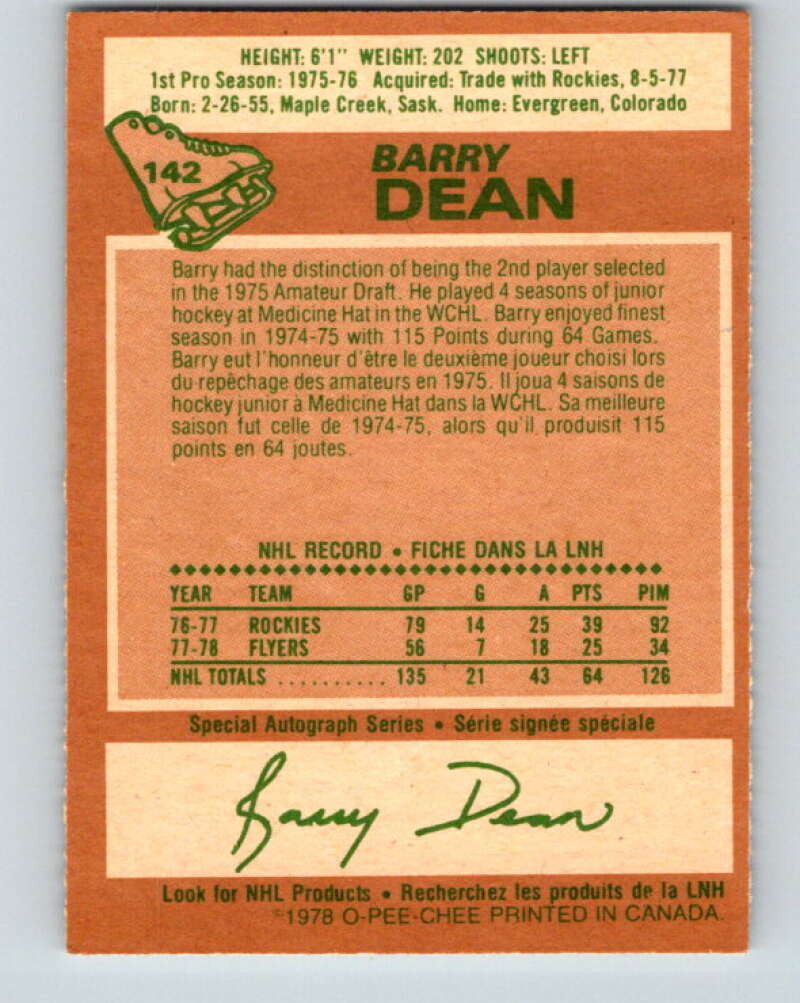 HEIGHT: 6'1" WEIGHT: 202 SHOOTS: LEFT
1st Pro Season: 1975-76 Acquired: Trade with Rockies, 8-5-77
Born: 2-26-55, Maple Creek, Sask. Home: Evergreen, Colorado
142
BARRY
DEAN
Barry had the distinction of being the 2nd player selected
in the 1975 Amateur Draft. He played 4 seasons of junior
hockey at Medicine Hat in the WCHL. Barry enjoyed finest
season in 1974-75 with 115 Points during 64 Games.
Barry eut l'honneur d'être le deuxième joueur choisi lors
du repêchage des amateurs en 1975. Il joua 4 saisons de
hockey junior à Medicine Hat dans la WCHL. Sa meilleure
saison fut celle de 1974-75, alors qu'il produisit 115
points en 64 joutes.
NHL RECORD • FICHE DANS LA LNH
YEAR TEAM GP G A PTS PIM
76-77 ROCKIES 79 14 25 39 92
77-78 FLYERS 56 7 18 25 34
NHL TOTALS .......... 135 21 43 64 126
Special Autograph Series • Série signée spéciale
Barry Dean
Look for NHL Products • Recherchez les produits de la LNH
©1978 O-PEE-CHEE PRINTED IN CANADA.